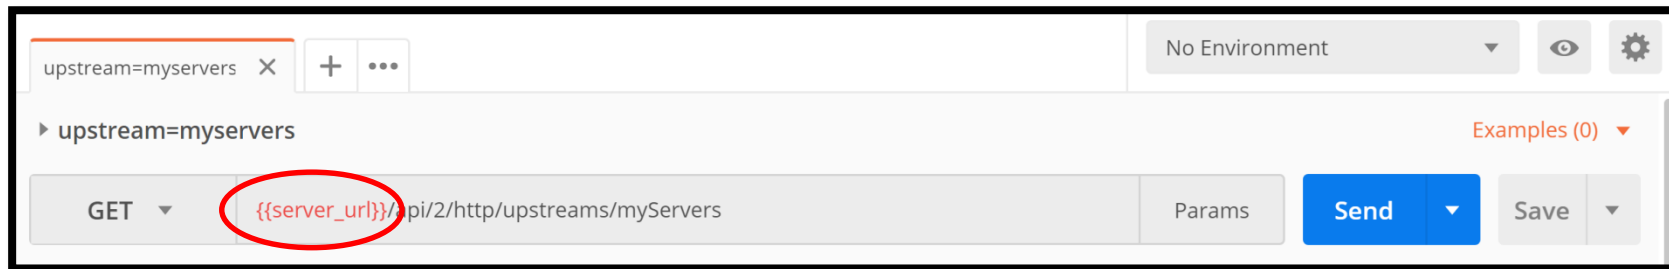 upstream=myservers
No Environment
upstream=myservers
Examples (0)
GET {{server_url}}/api/2/http/upstreams/myServers Params Send Save